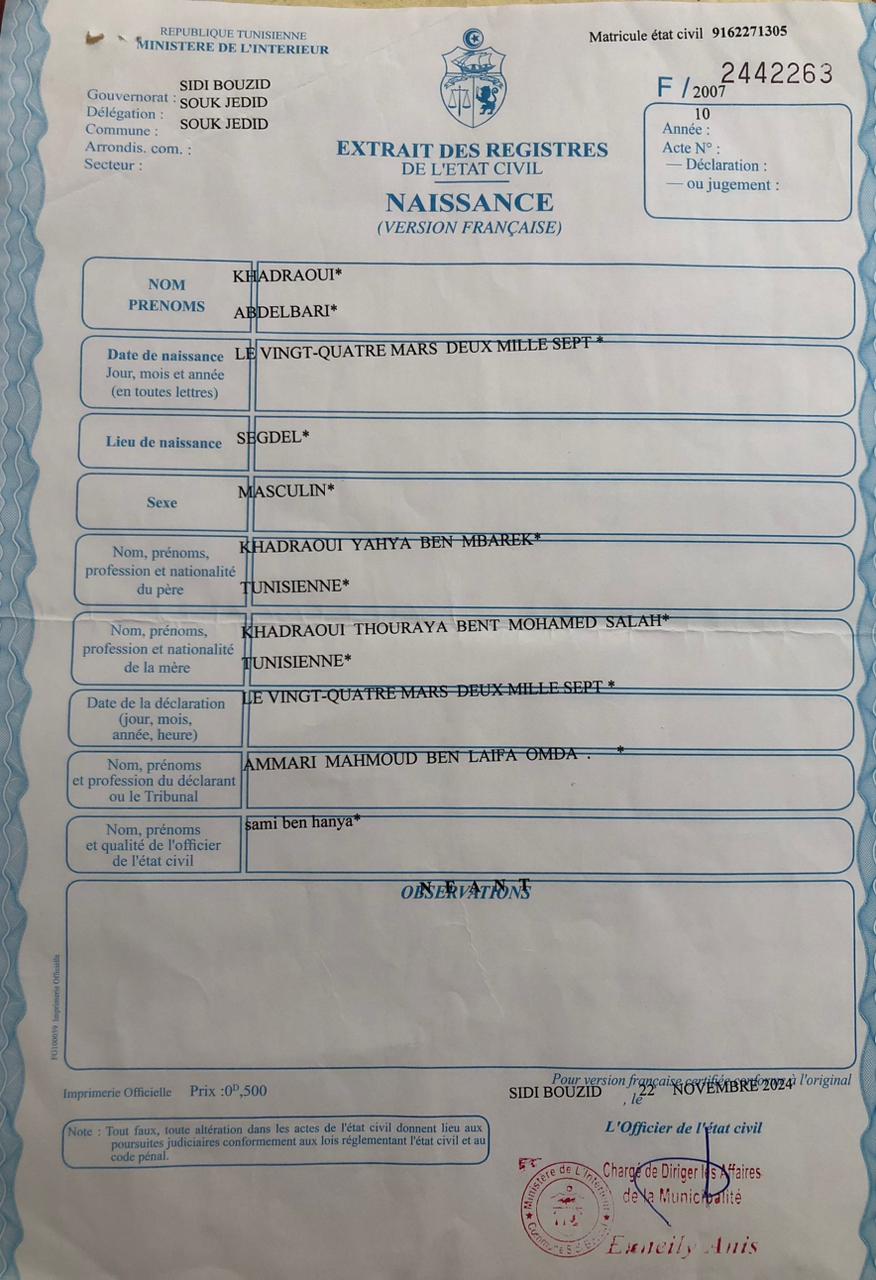 REPUBLIQUE TUNISIENNE
MINISTERE DE L'INTERIEUR
Matricule état civil 9162271305
F / 2007 2442263
Gouvernorat : SIDI BOUZID
Délégation : SOUK JEDID
Commune : SOUK JEDID
Arrondis. com. :
Secteur :
10
Année :
Acte N° :
— Déclaration :
— ou jugement :
EXTRAIT DES REGISTRES
DE L'ETAT CIVIL
NAISSANCE
(VERSION FRANÇAISE)
NOM KHADRAOUI*
PRENOMS ABDELBARI*
Date de naissance LE VINGT-QUATRE MARS DEUX MILLE SEPT *
Jour, mois et année
(en toutes lettres)
Lieu de naissance SEGDEL*
Sexe MASCULIN*
Nom, prénoms, KHADRAOUI YAHYA BEN MBAREK*
profession et nationalité
du père TUNISIENNE*
Nom, prénoms, KHADRAOUI THOURAYA BENT MOHAMED SALAH*
profession et nationalité
de la mère TUNISIENNE*
Date de la déclaration LE VINGT-QUATRE MARS DEUX MILLE SEPT *
(jour, mois,
année, heure)
Nom, prénoms AMMARI MAHMOUD BEN LAIFA OMDA . *
et profession du déclarant
ou le Tribunal
Nom, prénoms sami ben hanya*
et qualité de l'officier
de l'état civil
OBSERVATIONS
N E A N T
FG100059 Imprimerie Officielle
Imprimerie Officielle Prix :0ᴰ,500
Pour version française certifiée conforme à l'original
SIDI BOUZID , le 22 NOVEMBRE 2024
L'Officier de l'état civil
Note : Tout faux, toute altération dans les actes de l'état civil donnent lieu aux
poursuites judiciaires conformement aux lois réglementant l'état civil et au
code pénal.
Ministère de L'Intérieur
Chargé de Diriger les Affaires
de la Municipalité
Anis